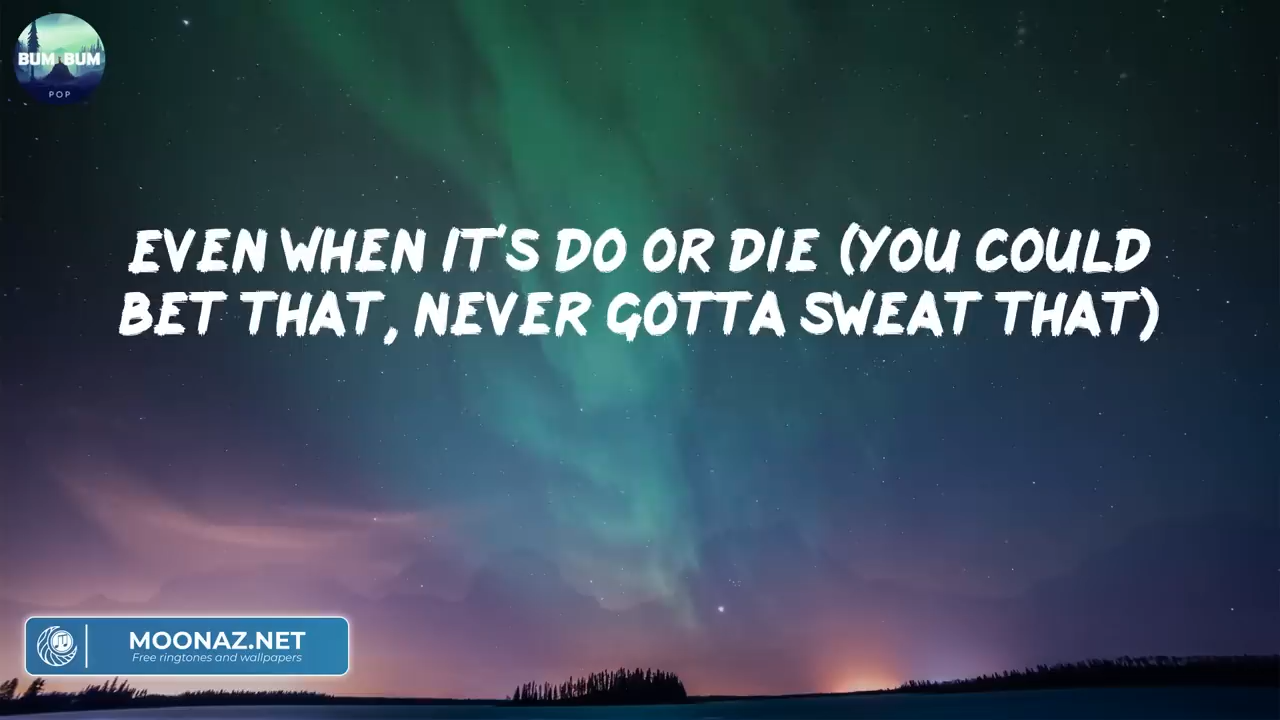 BUM BUM
POP
EVEN WHEN IT'S DO OR DIE (YOU COULD
BET THAT, NEVER GOTTA SWEAT THAT)
MOONAZ.NET
Free ringtones and wallpapers